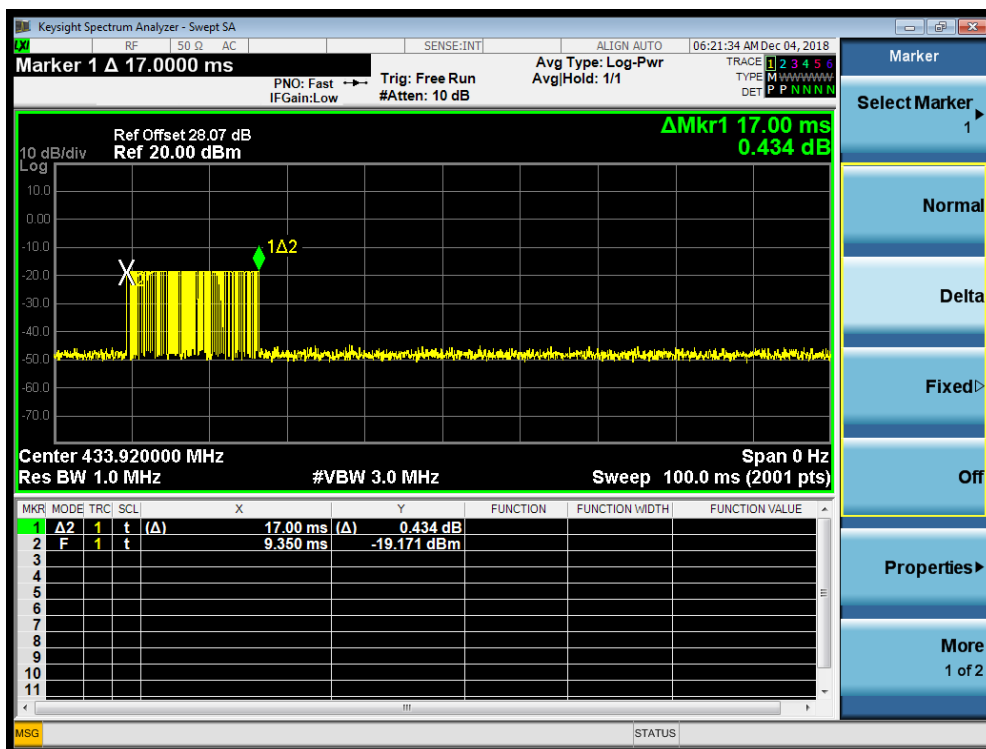 Keysight Spectrum Analyzer - Swept SA
LXI RF 50 Ω AC SENSE:INT ALIGN AUTO 06:21:34 AM Dec 04, 2018
Marker 1 Δ 17.0000 ms
PNO: Fast
IFGain:Low
Trig: Free Run
#Atten: 10 dB
Avg Type: Log-Pwr
Avg|Hold: 1/1
TRACE 1 2 3 4 5 6
TYPE M WWWWW
DET P P N N N N
Ref Offset 28.07 dB
Ref 20.00 dBm
10 dB/div
Log
ΔMkr1 17.00 ms
0.434 dB
10.0
0.00
-10.0
-20.0
-30.0
-40.0
-50.0
-60.0
-70.0
1Δ2
Center 433.920000 MHz Span 0 Hz
Res BW 1.0 MHz #VBW 3.0 MHz Sweep 100.0 ms (2001 pts)
MKR MODE TRC SCL X Y FUNCTION FUNCTION WIDTH FUNCTION VALUE
1 Δ2 1 t (Δ) 17.00 ms (Δ) 0.434 dB
2 F 1 t 9.350 ms -19.171 dBm
3
4
5
6
7
8
9
10
11
MSG STATUS
Marker
Select Marker
1
Normal
Delta
Fixed
Off
Properties
More
1 of 2